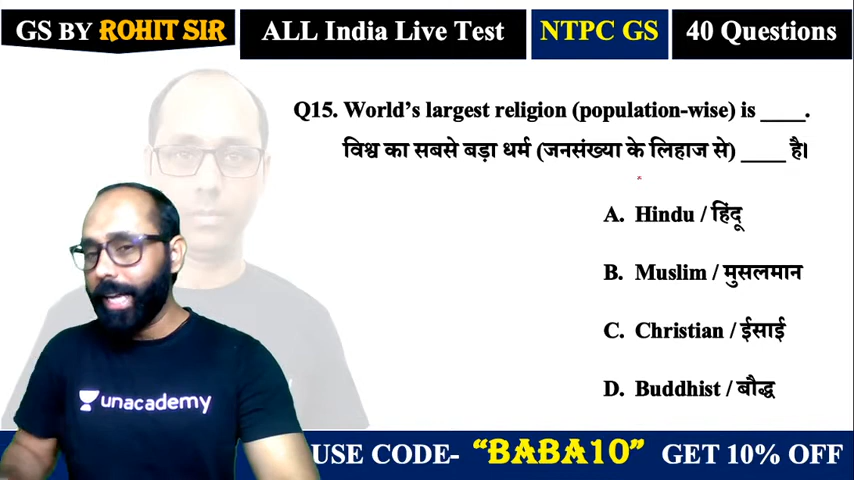 GS BY ROHIT SIR
ALL India Live Test
NTPC GS
40 Questions
Q15. World's largest religion (population-wise) is ____.
विश्व का सबसे बड़ा धर्म (जनसंख्या के लिहाज से) ____ है।
A. Hindu / हिंदू
B. Muslim / मुसलमान
C. Christian / ईसाई
D. Buddhist / बौद्ध
unacademy
USE CODE- “BABA10” GET 10% OFF